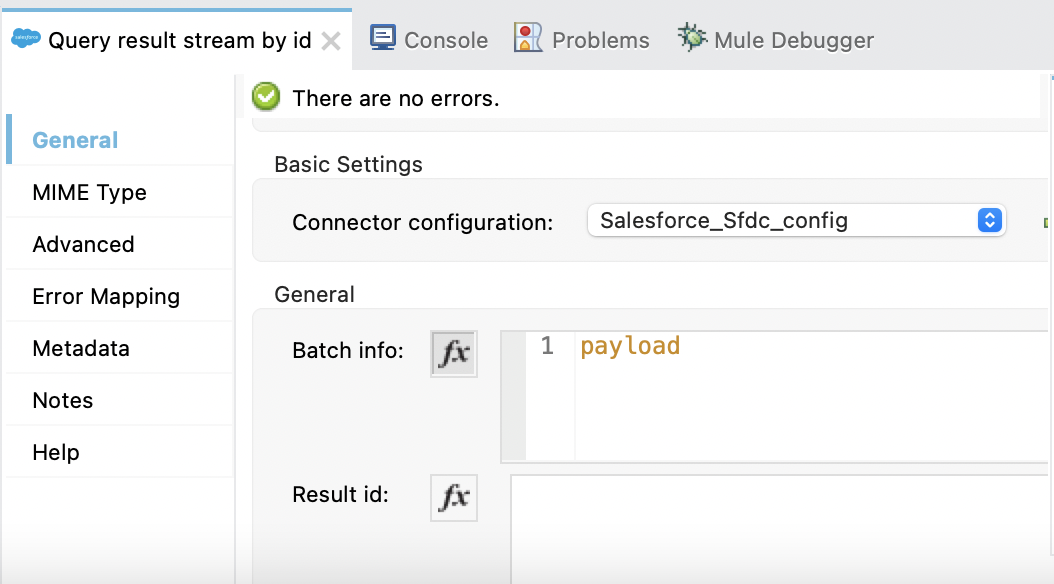 Query result stream by id
Console
Problems
Mule Debugger
There are no errors.
General
MIME Type
Advanced
Error Mapping
Metadata
Notes
Help
Basic Settings
Connector configuration: Salesforce_Sfdc_config
General
Batch info: fx 1 payload
Result id: fx